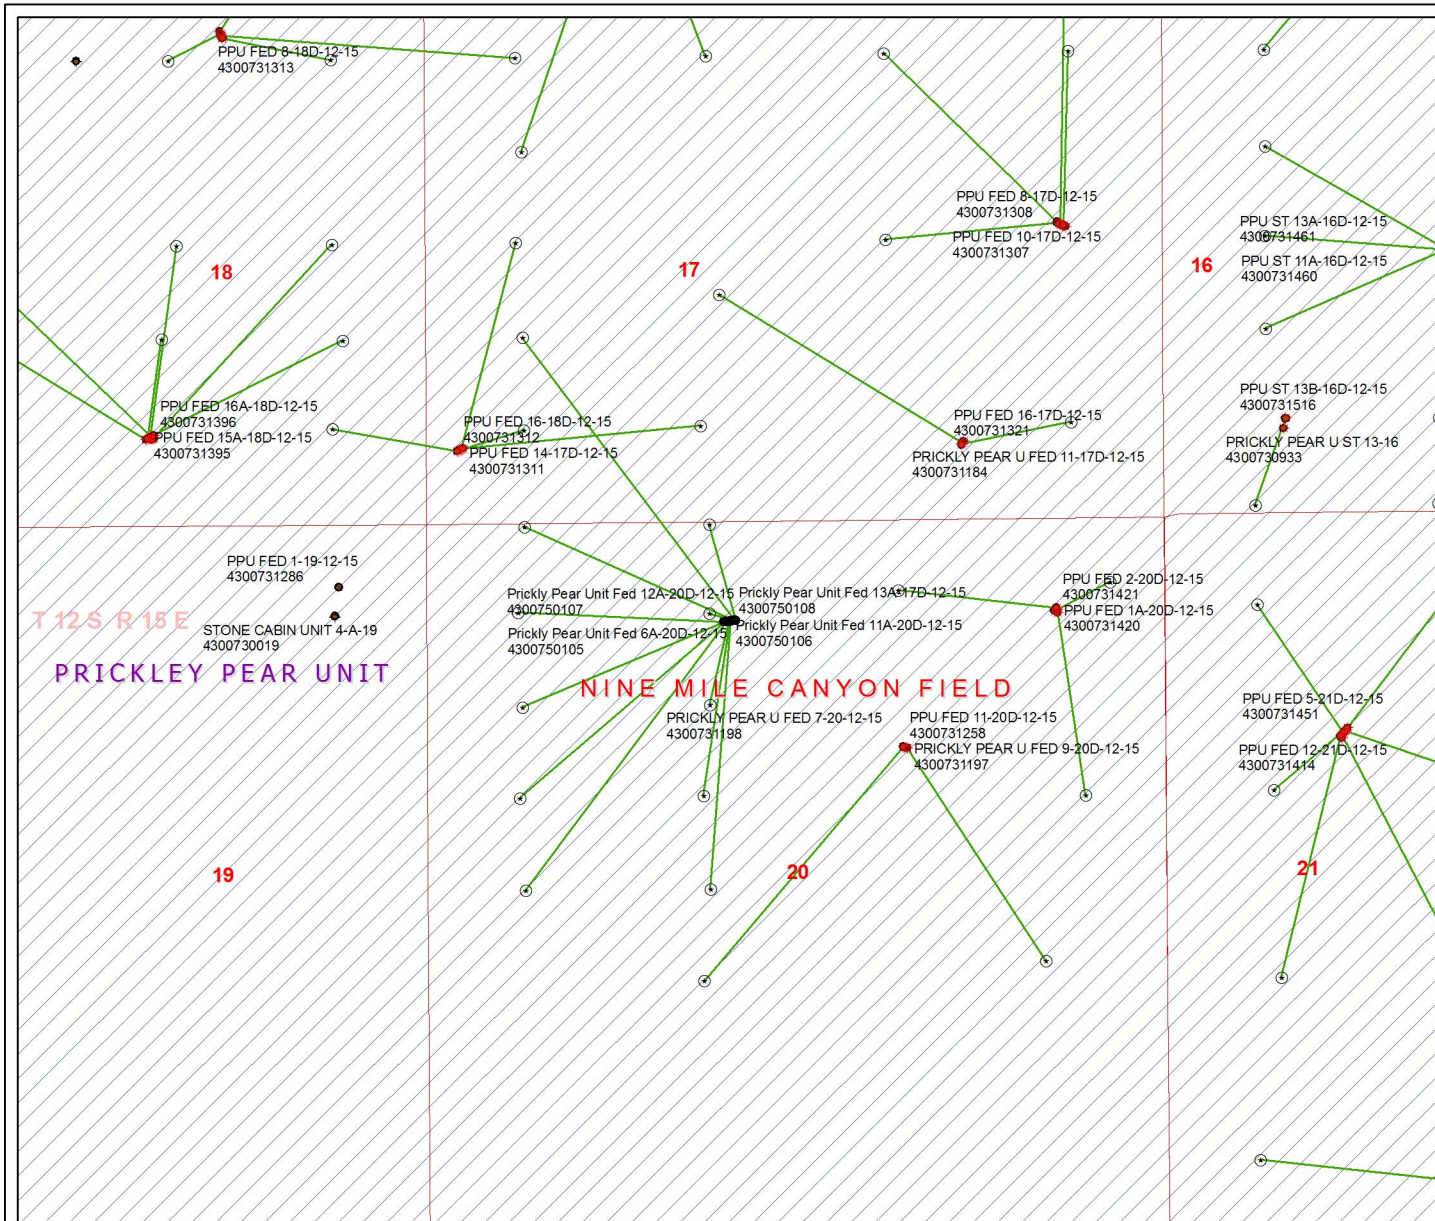 PPU FED 8-18D-12-15
4300731313
PPU FED 8-17D-12-15
4300731308
PPU FED 10-17D-12-15
4300731307
PPU ST 13A-16D-12-15
4300731461
PPU ST 11A-16D-12-15
4300731460
18
17
16
PPU FED 16A-18D-12-15
4300731396
PPU FED 15A-18D-12-15
4300731395
PPU FED 16-18D-12-15
4300731312
PPU FED 14-17D-12-15
4300731311
PPU FED 16-17D-12-15
4300731321
PRICKLY PEAR U FED 11-17D-12-15
4300731184
PPU ST 13B-16D-12-15
4300731516
PRICKLY PEAR U ST 13-16
4300730933
PPU FED 1-19-12-15
4300731286
T 12 S R 15 E
STONE CABIN UNIT 4-A-19
4300730019
PRICKLEY PEAR UNIT
Prickly Pear Unit Fed 12A-20D-12-15
4300750107
Prickly Pear Unit Fed 6A-20D-12-15
4300750105
Prickly Pear Unit Fed 13A-17D-12-15
4300750108
Prickly Pear Unit Fed 11A-20D-12-15
4300750106
PPU FED 2-20D-12-15
4300731421
PPU FED 1A-20D-12-15
4300731420
NINE MILE CANYON FIELD
PRICKLY PEAR U FED 7-20-12-15
4300731198
PPU FED 11-20D-12-15
4300731258
PRICKLY PEAR U FED 9-20D-12-15
4300731197
PPU FED 5-21D-12-15
4300731451
PPU FED 12-21D-12-15
4300731414
19
20
21